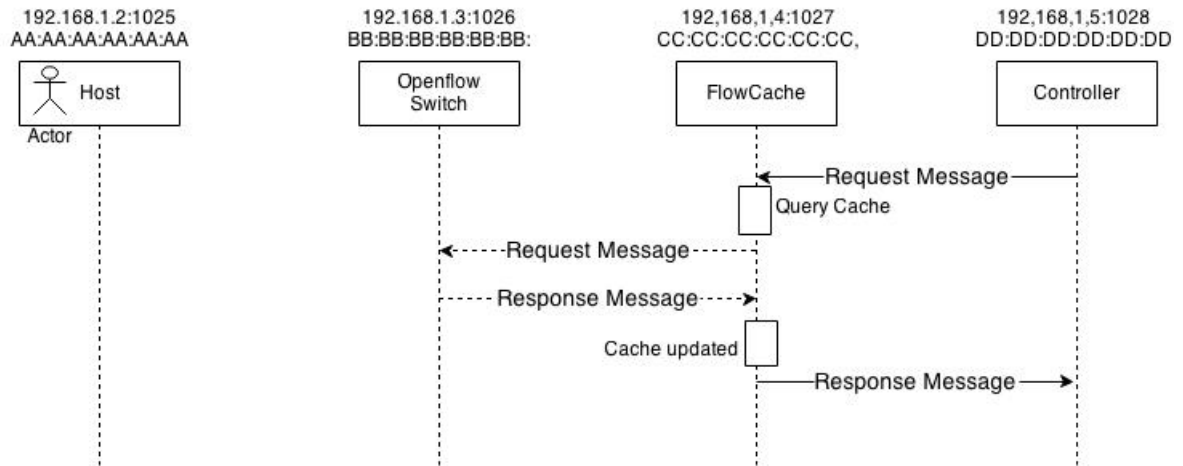 192.168.1.2:1025
AA:AA:AA:AA:AA:AA
192.168.1.3:1026
BB:BB:BB:BB:BB:BB:
192,168,1,4:1027
CC:CC:CC:CC:CC:CC,
192,168,1,5:1028
DD:DD:DD:DD:DD:DD
Host
Actor
Openflow
Switch
FlowCache
Controller
Request Message
Query Cache
Request Message
Response Message
Cache updated
Response Message